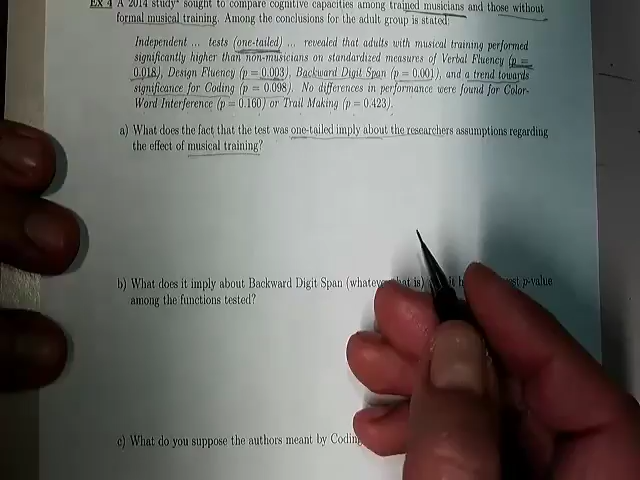 Ex 4 A 2014 study* sought to compare cognitive capacities among trained musicians and those without
formal musical training. Among the conclusions for the adult group is stated:
Independent ... tests (one-tailed) ... revealed that adults with musical training performed
significantly higher than non-musicians on standardized measures of Verbal Fluency (p =
0.018), Design Fluency (p = 0.003), Backward Digit Span (p = 0.001), and a trend towards
significance for Coding (p = 0.098). No differences in performance were found for Color-
Word Interference (p = 0.160) or Trail Making (p = 0.423).
a) What does the fact that the test was one-tailed imply about the researchers assumptions regarding
the effect of musical training?
b) What does it imply about Backward Digit Span (whatever that is) p-value
among the functions tested?
c) What do you suppose the authors meant by Coding